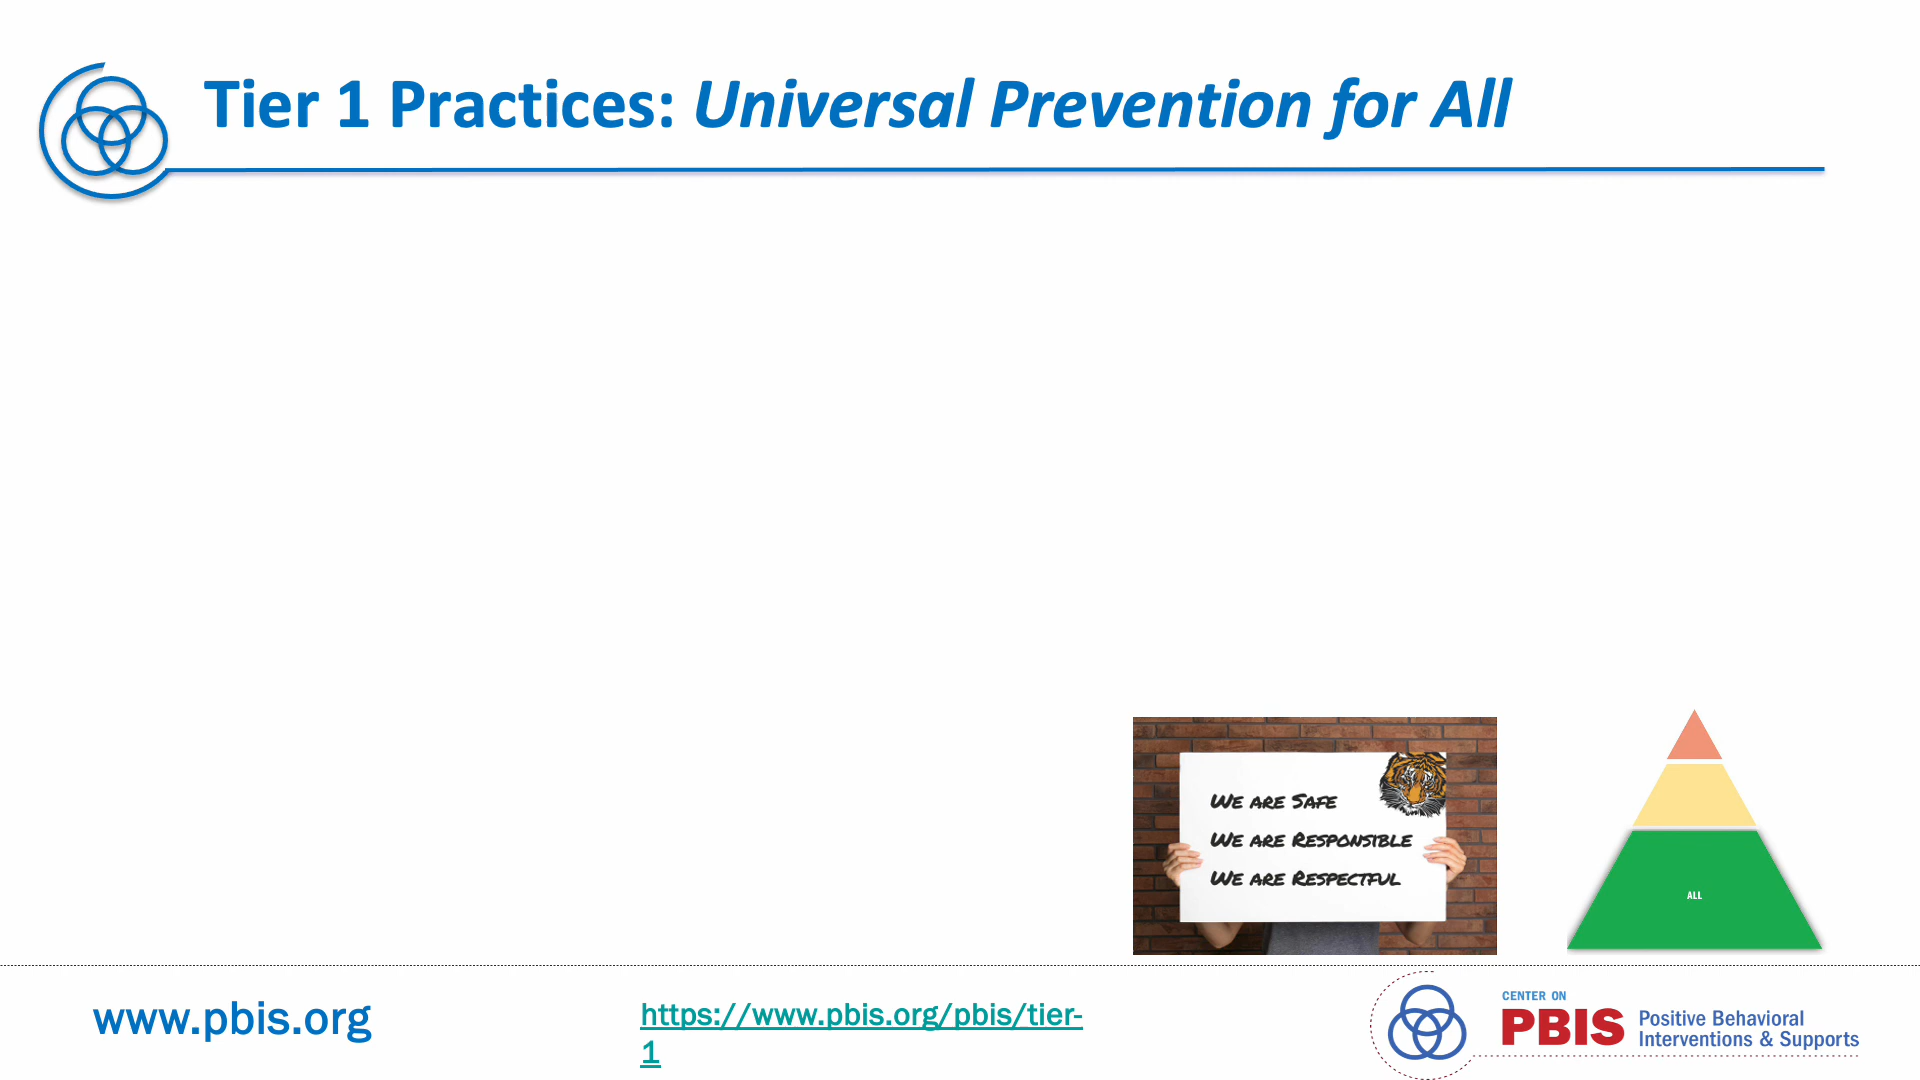 Tier 1 Practices: Universal Prevention for All
We are Safe
We are Responsible
We are Respectful
ALL
www.pbis.org
https://www.pbis.org/pbis/tier-
1
CENTER ON
PBIS
Positive Behavioral
Interventions & Supports